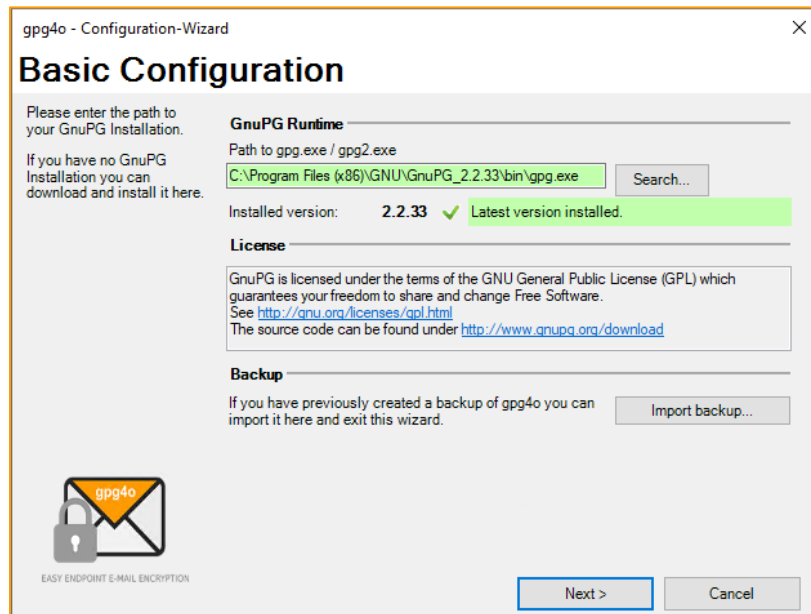 gpg4o - Configuration-Wizard
Basic Configuration
Please enter the path to
your GnuPG Installation.
If you have no GnuPG
Installation you can
download and install it here.
GnuPG Runtime
Path to gpg.exe / gpg2.exe
C:\Program Files (x86)\GNU\GnuPG_2.2.33\bin\gpg.exe
Search...
Installed version: 2.2.33 Latest version installed.
License
GnuPG is licensed under the terms of the GNU General Public License (GPL) which
guarantees your freedom to share and change Free Software.
See http://gnu.org/licenses/gpl.html
The source code can be found under http://www.gnupg.org/download
Backup
If you have previously created a backup of gpg4o you can
import it here and exit this wizard.
Import backup...
gpg4o
EASY ENDPOINT E-MAIL ENCRYPTION
Next >
Cancel